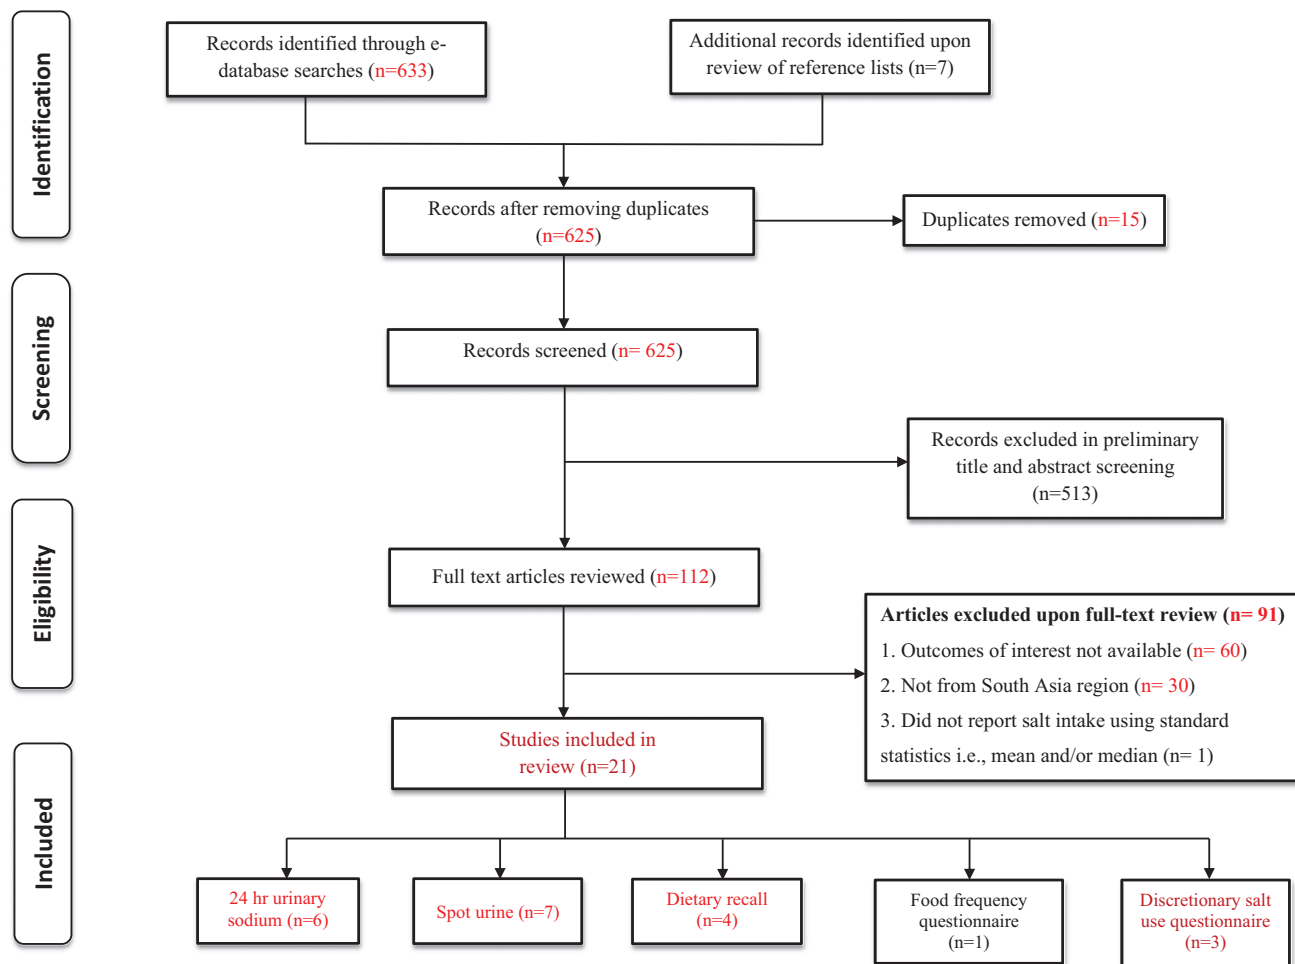 Identification
Records identified through e-
database searches (n=633)
Additional records identified upon
review of reference lists (n=7)
Records after removing duplicates
(n=625)
Duplicates removed (n=15)
Screening
Records screened (n= 625)
Records excluded in preliminary
title and abstract screening
(n=513)
Eligibility
Full text articles reviewed (n=112)
Articles excluded upon full-text review (n= 91)
1. Outcomes of interest not available (n= 60)
2. Not from South Asia region (n= 30)
3. Did not report salt intake using standard
statistics i.e., mean and/or median (n= 1)
Included
Studies included in
review (n=21)
24 hr urinary
sodium (n=6)
Spot urine (n=7)
Dietary recall
(n=4)
Food frequency
questionnaire
(n=1)
Discretionary salt
use questionnaire
(n=3)